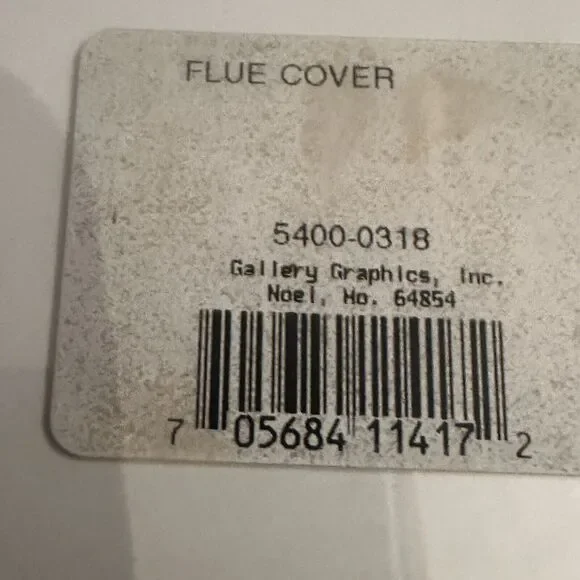 FLUE COVER
5400-0318
Gallery Graphics, Inc.
Noel, Mo. 64854
7 05684 11417 2